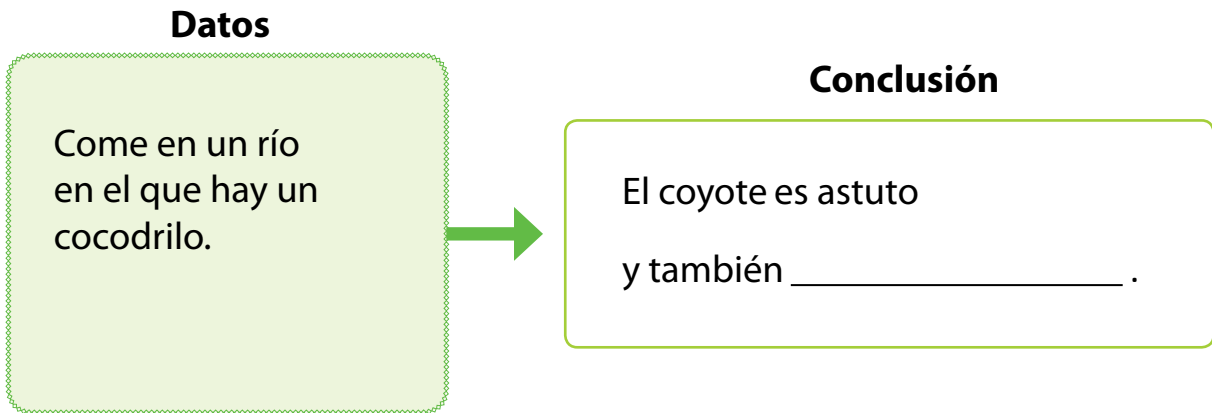 Datos
Come en un río
en el que hay un
cocodrilo.
Conclusión
El coyote es astuto
y también __________________ .